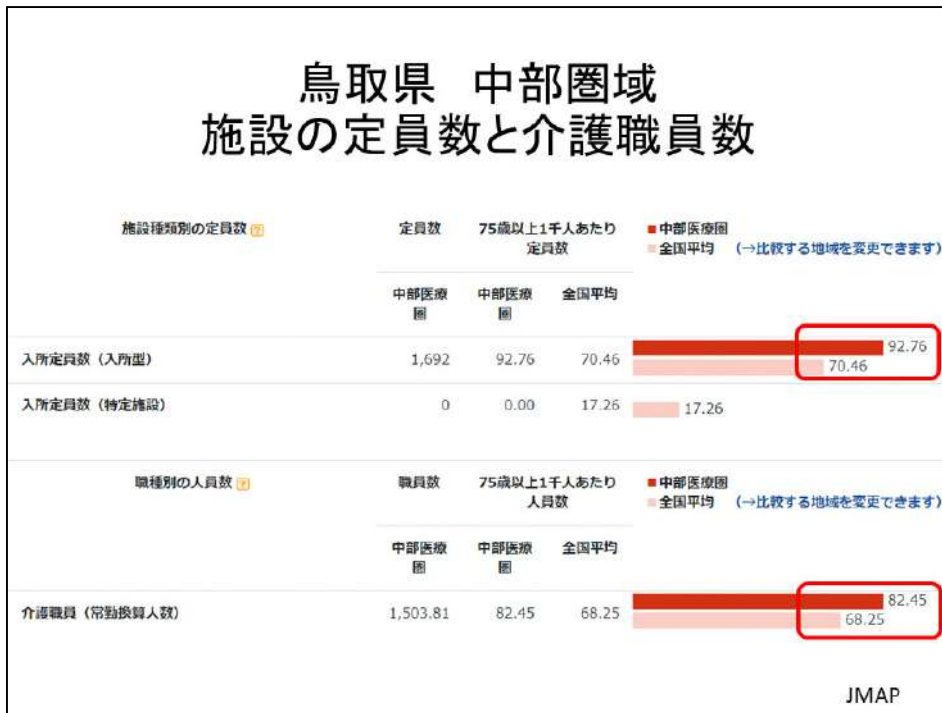 鳥取県　中部圏域
施設の定員数と介護職員数
施設種類別の定員数 ?
定員数
75歳以上1千人あたり
定員数
■中部医療圏
■全国平均 (→比較する地域を変更できます)
中部医療
圏
中部医療
圏
全国平均
入所定員数（入所型） 1,692 92.76 70.46 92.76
70.46
入所定員数（特定施設） 0 0.00 17.26 17.26
職種別の人員数 ?
職員数
75歳以上1千人あたり
人員数
■中部医療圏
■全国平均 (→比較する地域を変更できます)
中部医療
圏
中部医療
圏
全国平均
介護職員（常勤換算人数） 1,503.81 82.45 68.25 82.45
68.25
JMAP